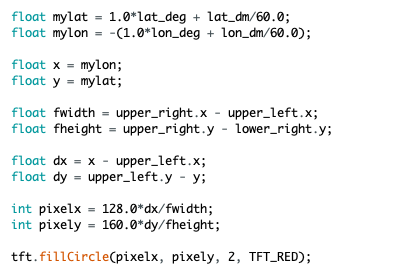 float mylat = 1.0*lat_deg + lat_dm/60.0;
float mylon = -(1.0*lon_deg + lon_dm/60.0);
float x = mylon;
float y = mylat;
float fwidth = upper_right.x - upper_left.x;
float fheight = upper_right.y - lower_right.y;
float dx = x - upper_left.x;
float dy = upper_left.y - y;
int pixelx = 128.0*dx/fwidth;
int pixely = 160.0*dy/fheight;
tft.fillCircle(pixelx, pixely, 2, TFT_RED);